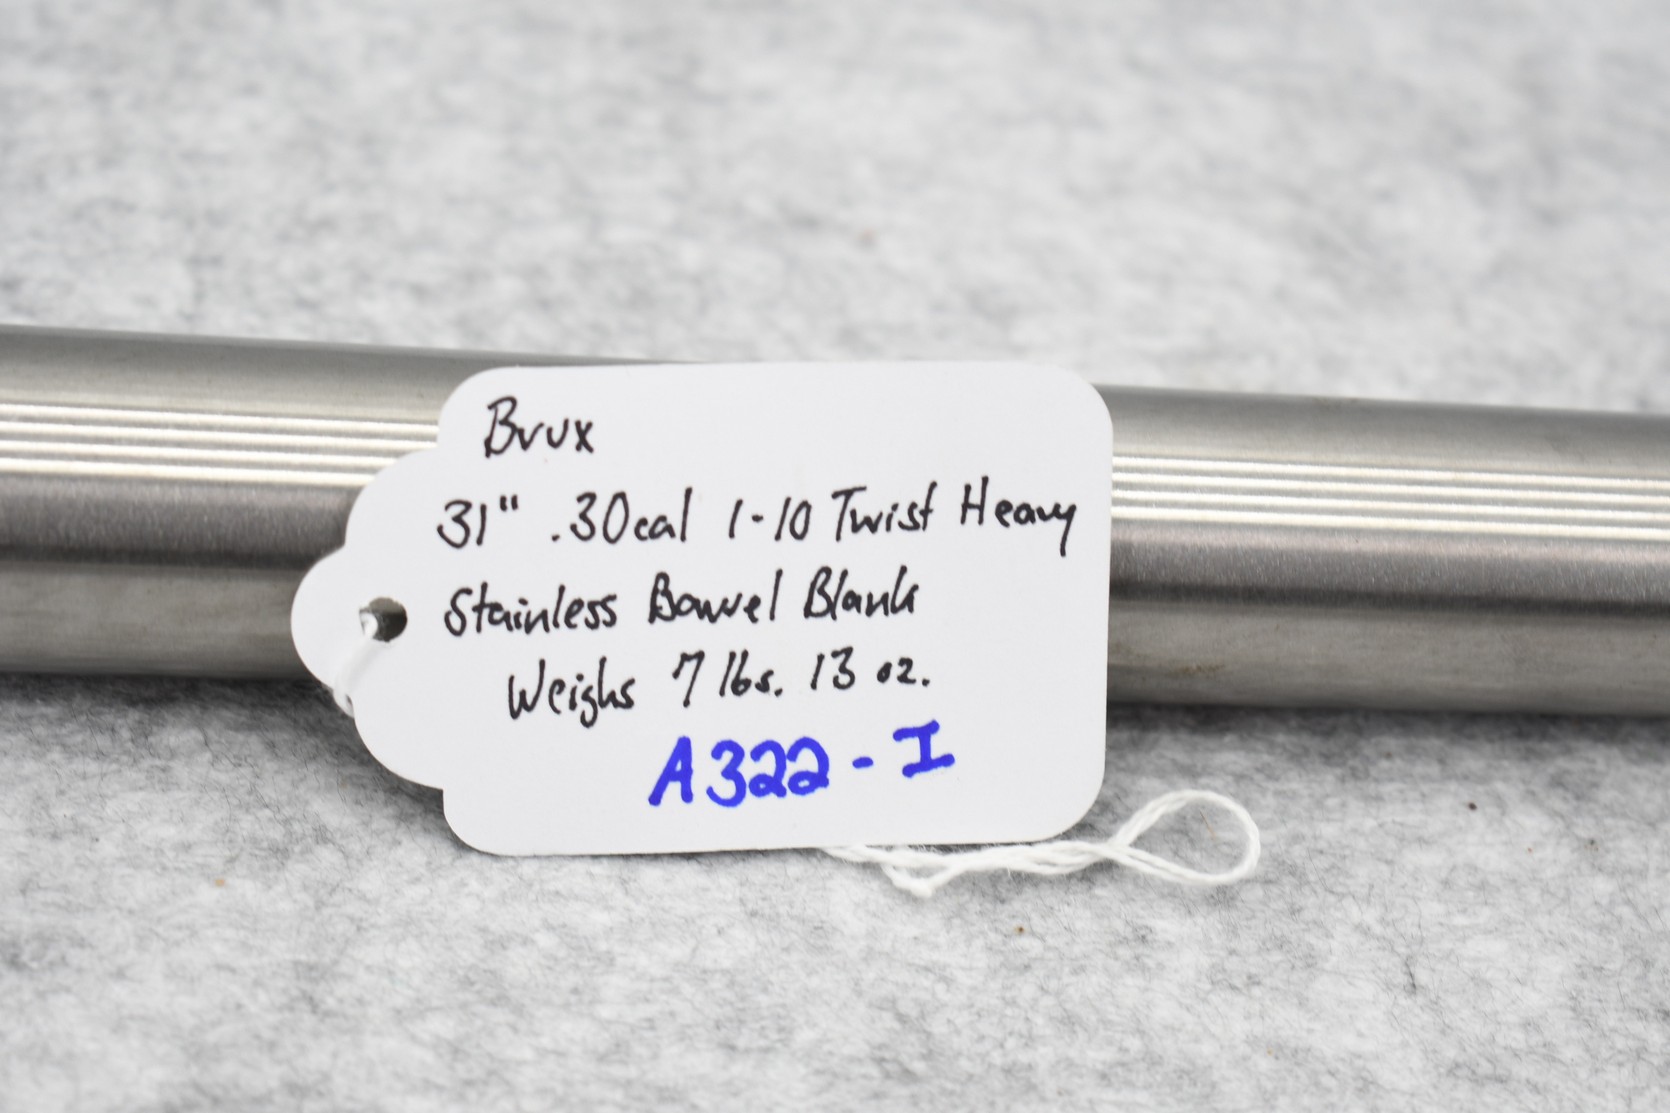 Brux
31" .30cal 1-10 Twist Heavy
Stainless Barrel Blank
Weighs 7 lbs. 13 oz.
A322-I